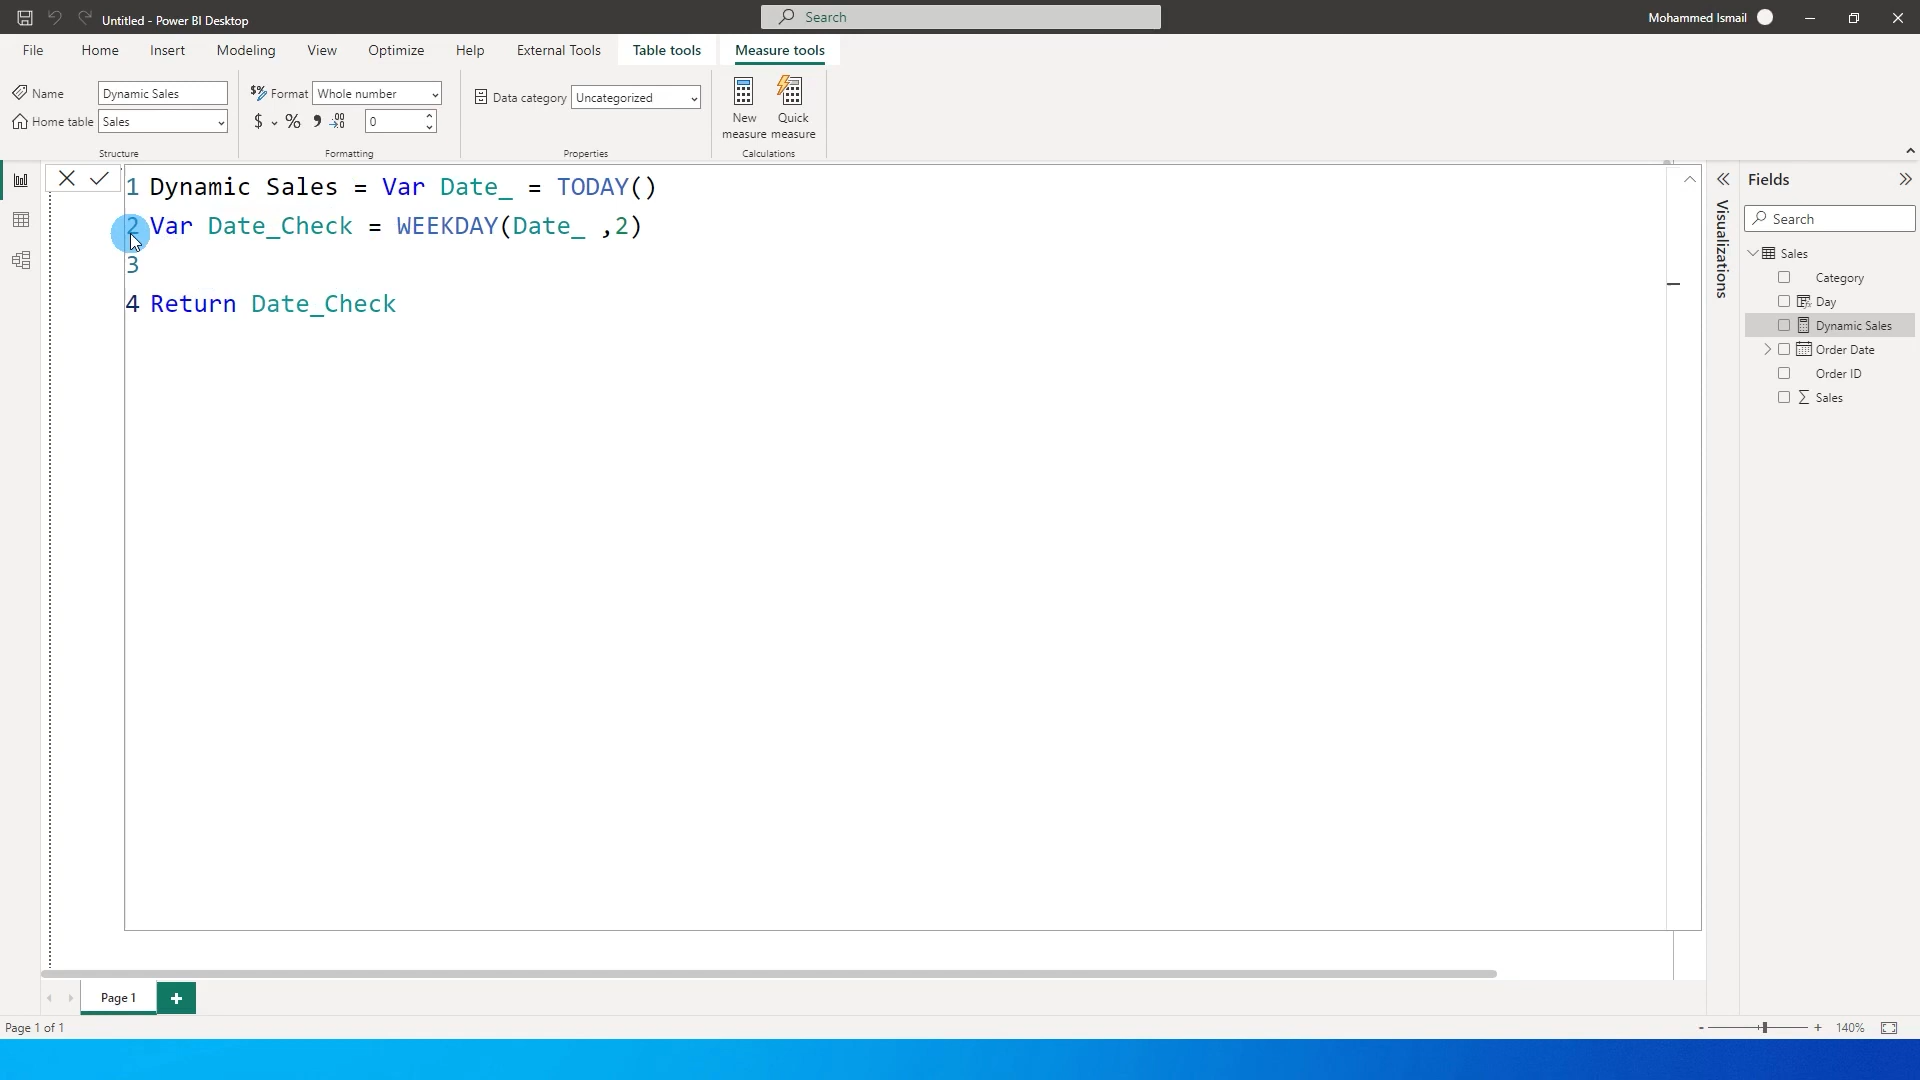 Untitled - Power BI Desktop
Search
Mohammed Ismail
File Home Insert Modeling View Optimize Help External Tools Table tools Measure tools
Name Dynamic Sales
Home table Sales
Structure
Format Whole number
$ % , .00 0
Formatting
Data category Uncategorized
Properties
New measure
Quick measure
Calculations
1 Dynamic Sales = Var Date_ = TODAY()
2 Var Date_Check = WEEKDAY(Date_ ,2)
3
4 Return Date_Check
Visualizations
Fields
Search
Sales
Category
Day
Dynamic Sales
Order Date
Order ID
Sales
Page 1
Page 1 of 1
- + 140%